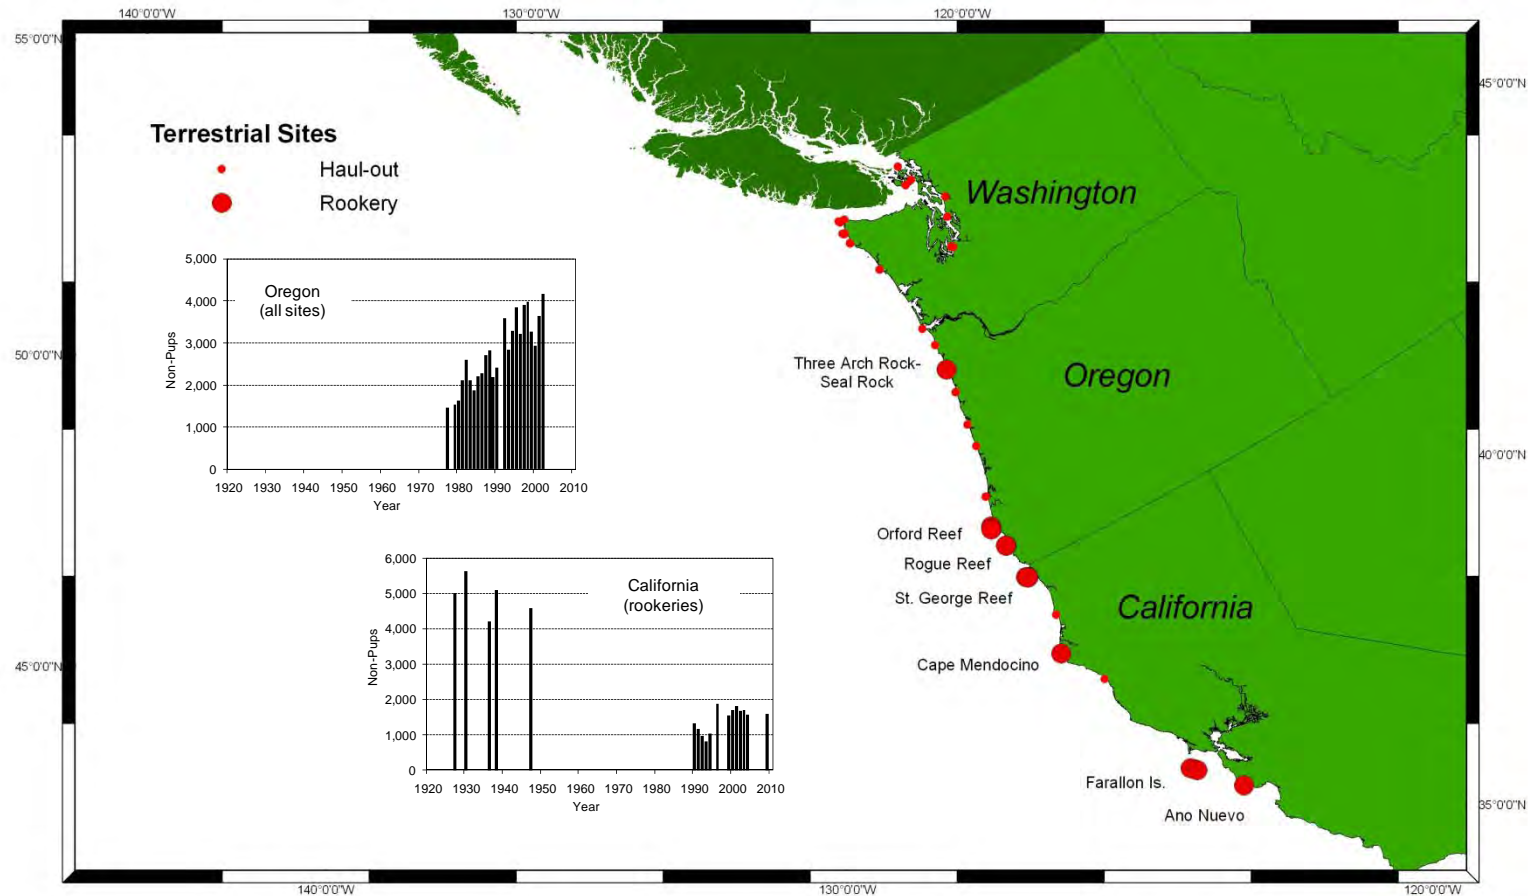 140°0'0"W
130°0'0"W
120°0'0"W
55°0'0"N
45°0'0"N
Terrestrial Sites
Haul-out
Rookery
Washington
5,000
4,000
3,000
2,000
1,000
0
Non-Pups
Oregon
(all sites)
1920 1930 1940 1950 1960 1970 1980 1990 2000 2010
Year
50°0'0"N
Three Arch Rock-
Seal Rock
Oregon
40°0'0"N
Orford Reef
Rogue Reef
St. George Reef
California
Cape Mendocino
6,000
5,000
4,000
3,000
2,000
1,000
0
Non-Pups
California
(rookeries)
1920 1930 1940 1950 1960 1970 1980 1990 2000 2010
Year
45°0'0"N
Farallon Is.
Ano Nuevo
35°0'0"N
140°0'0"W
130°0'0"W
120°0'0"W